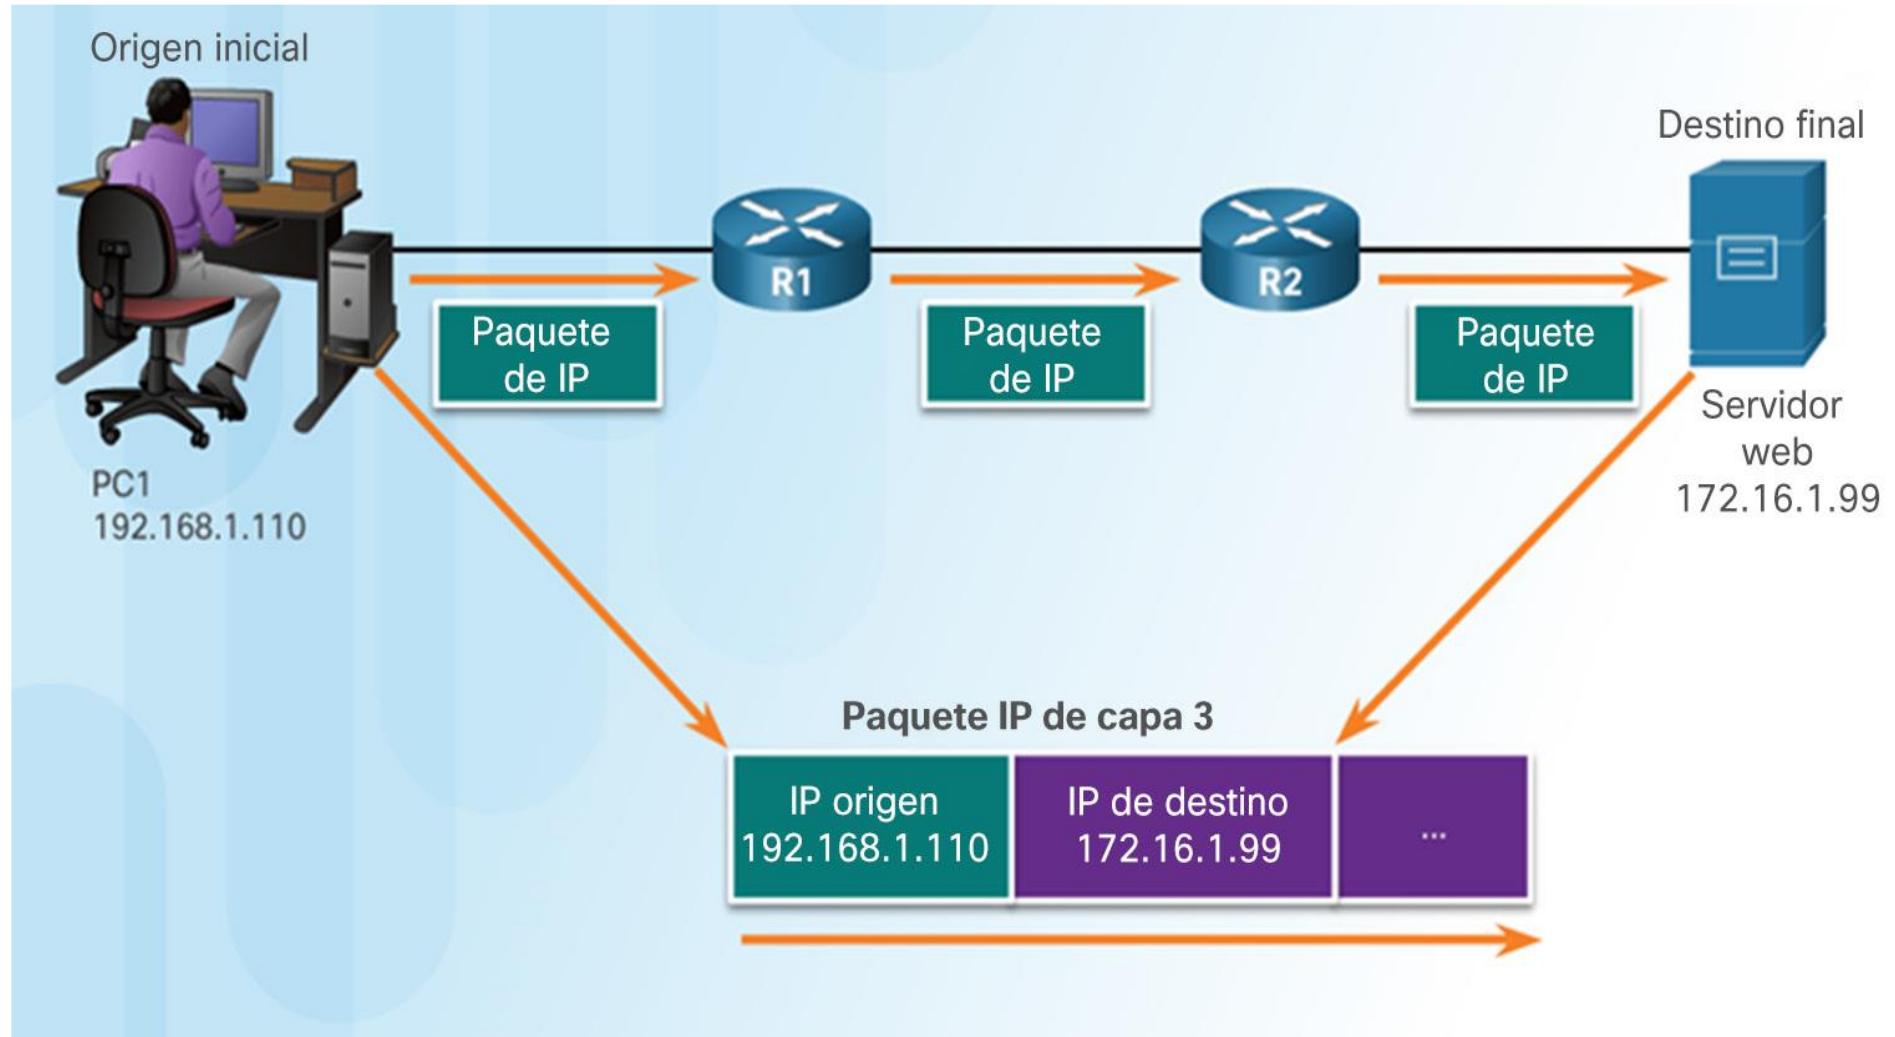 Origen inicial
Destino final
R1
R2
Paquete
de IP
Paquete
de IP
Paquete
de IP
Servidor
web
172.16.1.99
PC1
192.168.1.110
Paquete IP de capa 3
IP origen
192.168.1.110
IP de destino
172.16.1.99
...